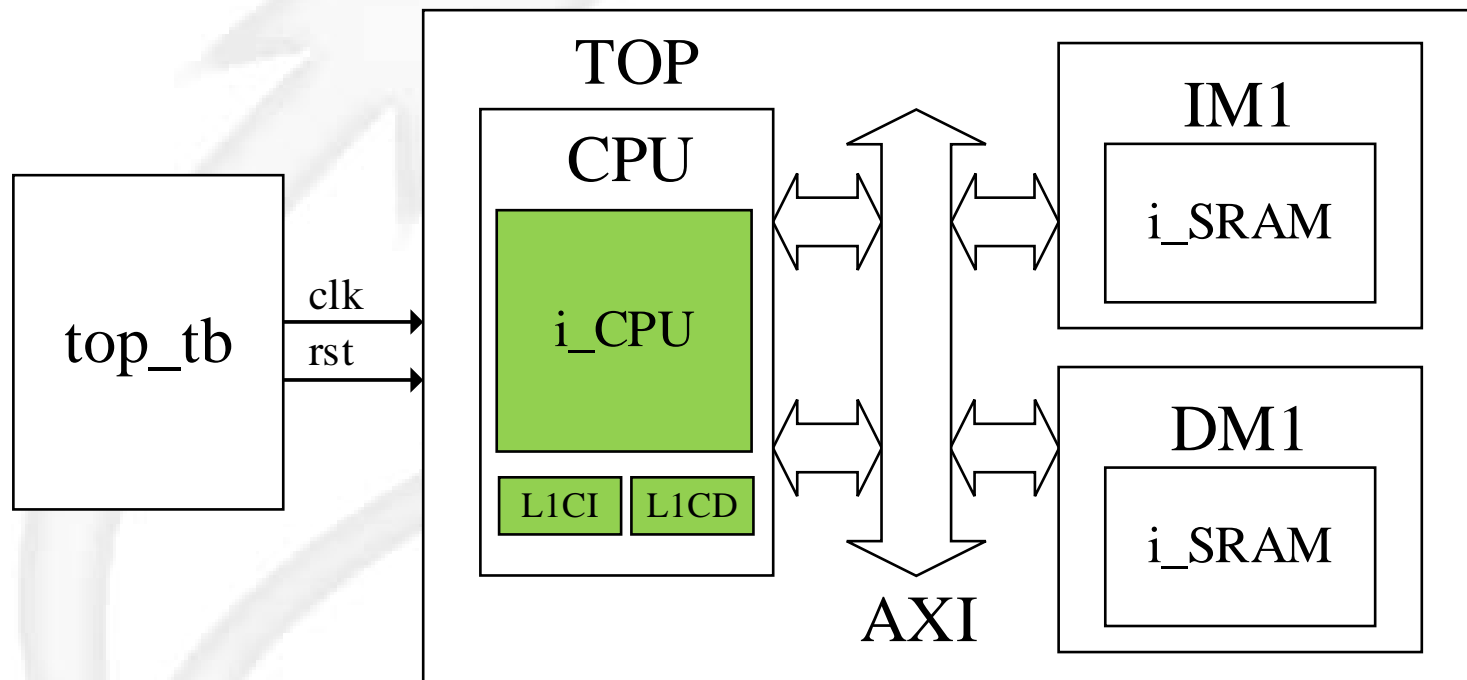 top_tb
clk
rst
TOP
CPU
i_CPU
L1CI
L1CD
AXI
IM1
i_SRAM
DM1
i_SRAM